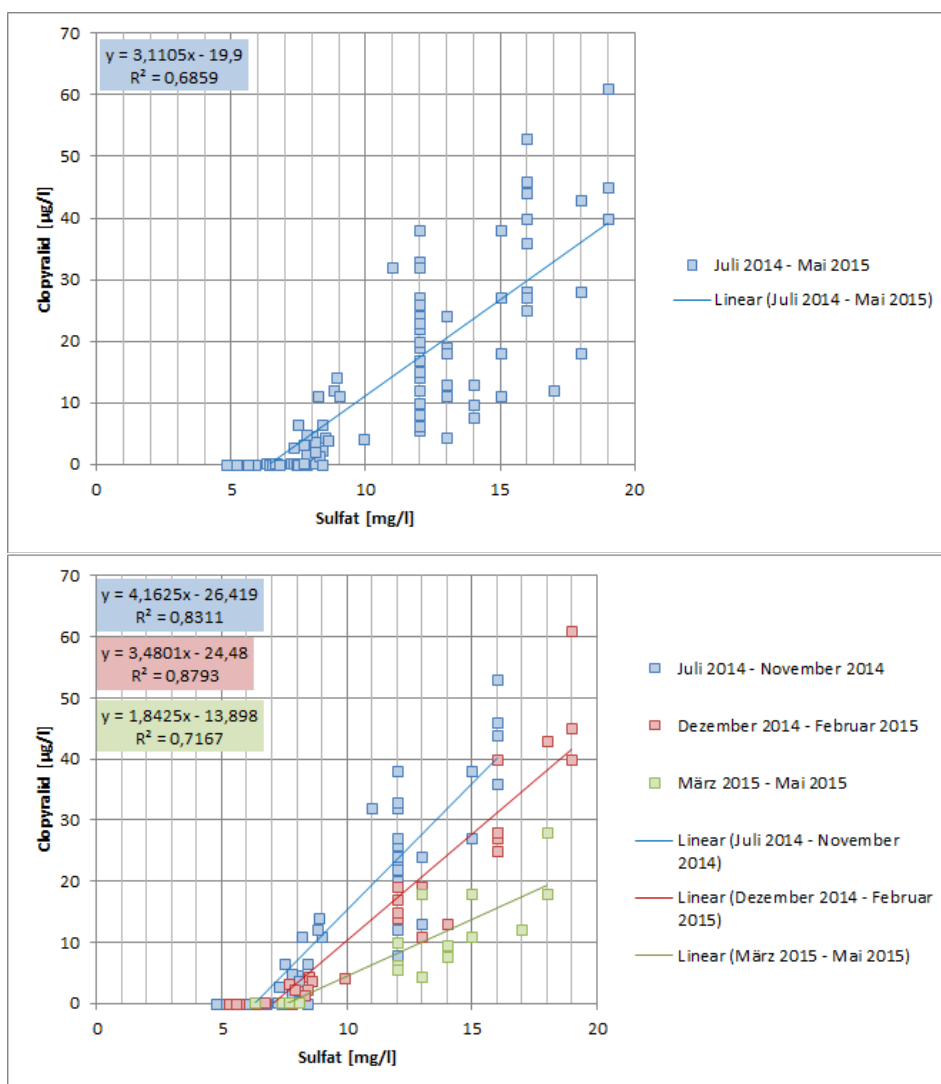 70
y = 3,1105x - 19,9
R² = 0,6859
60
50
40
30
20
10
0
Clopyralid [µg/l]
0
5
10
15
20
Sulfat [mg/l]
Juli 2014 - Mai 2015
Linear (Juli 2014 - Mai 2015)
70
y = 4,1625x - 26,419
R² = 0,8311
60
y = 3,4801x - 24,48
R² = 0,8793
50
y = 1,8425x - 13,898
R² = 0,7167
40
30
20
10
0
Clopyralid [µg/l]
0
5
10
15
20
Sulfat [mg/l]
Juli 2014 - November 2014
Dezember 2014 - Februar 2015
März 2015 - Mai 2015
Linear (Juli 2014 - November
2014)
Linear (Dezember 2014 - Februar
2015)
Linear (März 2015 - Mai 2015)